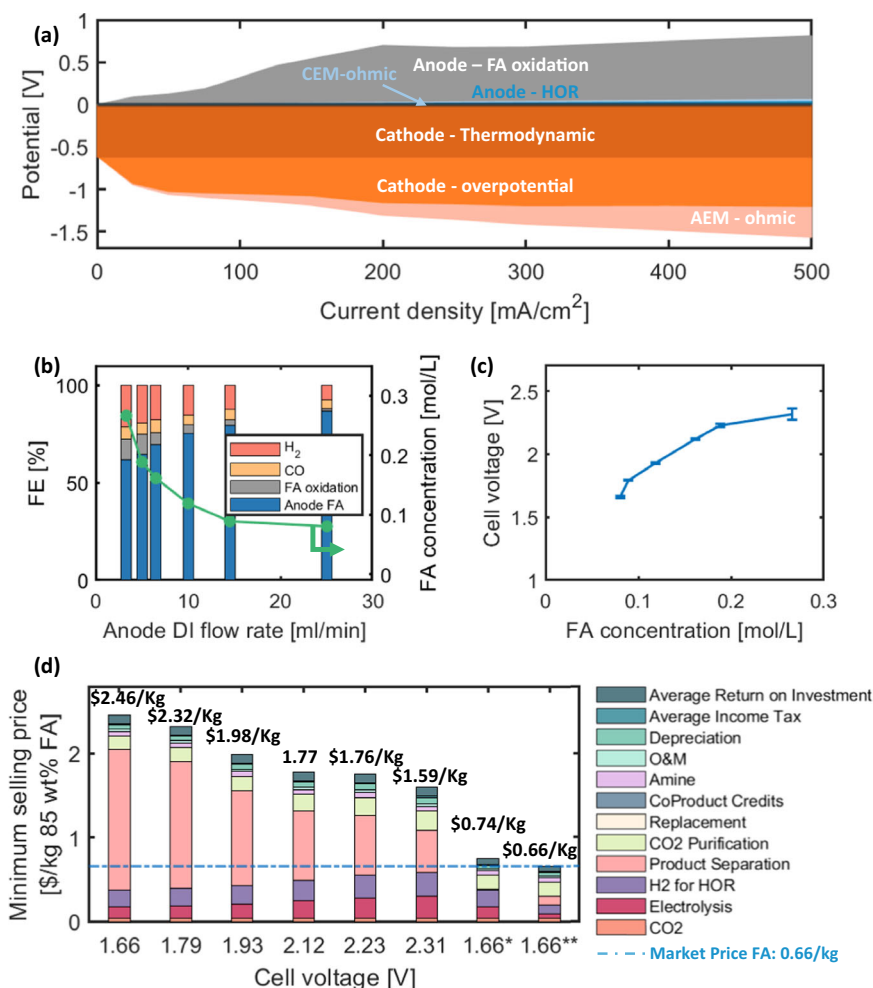 (a)
1
0.5
0
-0.5
-1
-1.5
Potential [V]
Anode – FA oxidation
CEM-ohmic
Anode - HOR
Cathode - Thermodynamic
Cathode - overpotential
AEM - ohmic
0 100 200 300 400 500
Current density [mA/cm²]
(b)
100
50
0
FE [%]
H₂
CO
FA oxidation
Anode FA
0.3
0.2
0.1
0
FA concentration [mol/L]
0 10 20 30
Anode DI flow rate [ml/min]
(c)
2.5
2
1.5
1
Cell voltage [V]
0 0.1 0.2 0.3
FA concentration [mol/L]
(d)
Minimum selling price
[$/kg 85 wt% FA]
2
1
0
$2.46/Kg
$2.32/Kg
$1.98/Kg
1.77
$1.76/Kg
$1.59/Kg
$0.74/Kg
$0.66/Kg
1.66 1.79 1.93 2.12 2.23 2.31 1.66* 1.66**
Cell voltage [V]
Average Return on Investment
Average Income Tax
Depreciation
O&M
Amine
CoProduct Credits
Replacement
CO2 Purification
Product Separation
H2 for HOR
Electrolysis
CO2
Market Price FA: 0.66/kg